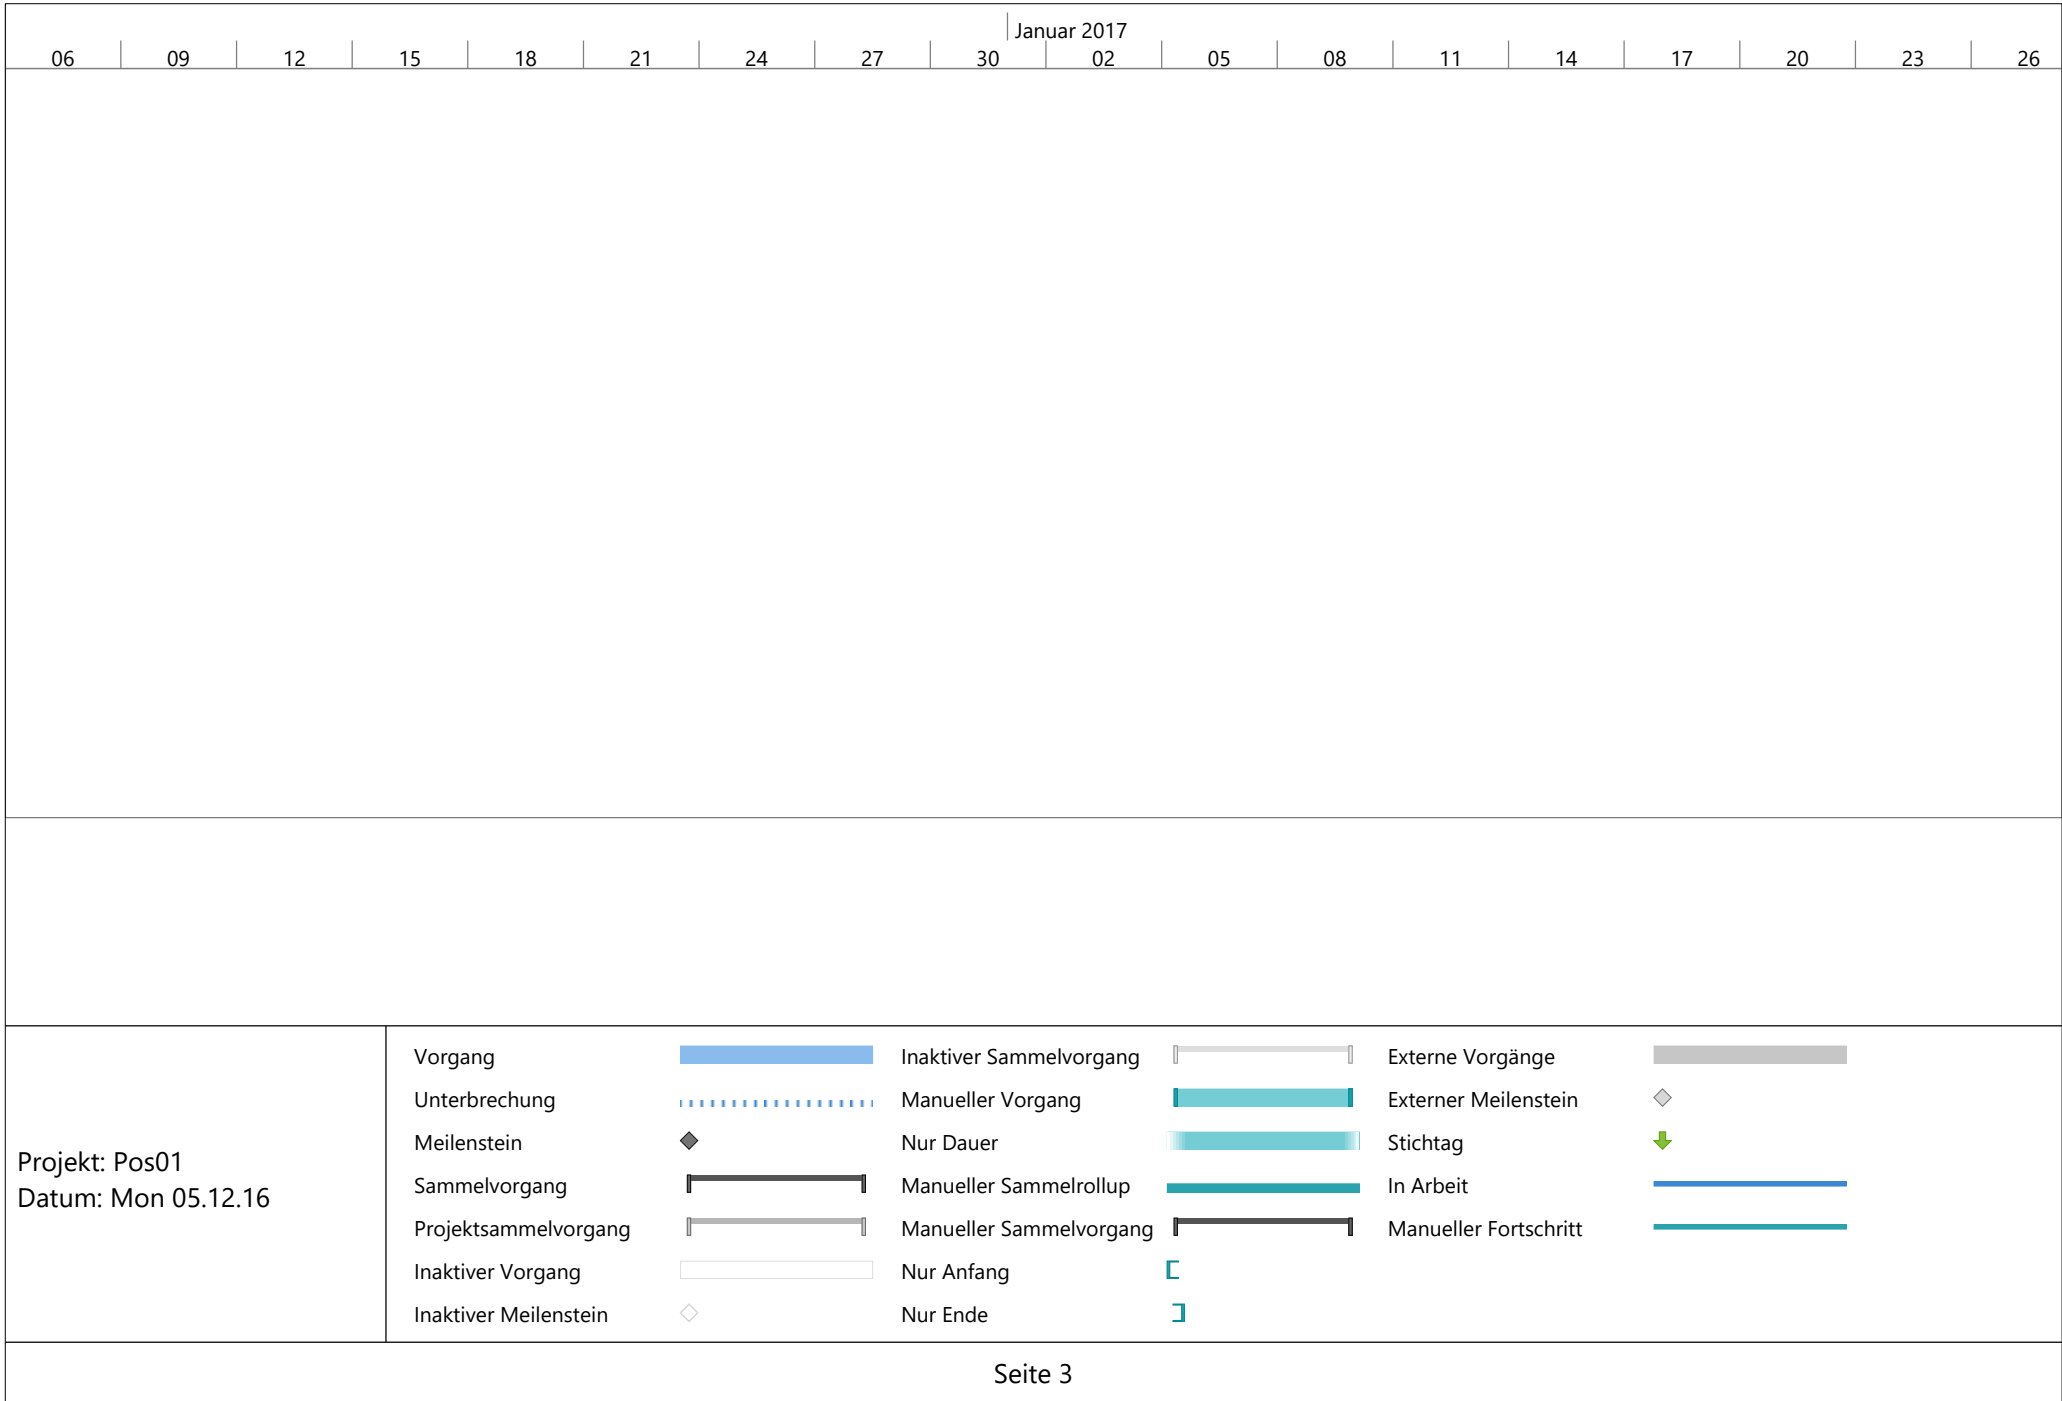 Januar 2017
06 09 12 15 18 21 24 27 30 02 05 08 11 14 17 20 23 26
Projekt: Pos01
Datum: Mon 05.12.16
Vorgang
Unterbrechung
Meilenstein
Sammelvorgang
Projektsammelvorgang
Inaktiver Vorgang
Inaktiver Meilenstein
Inaktiver Sammelvorgang
Manueller Vorgang
Nur Dauer
Manueller Sammelrollup
Manueller Sammelvorgang
Nur Anfang
Nur Ende
Externe Vorgänge
Externer Meilenstein
Stichtag
In Arbeit
Manueller Fortschritt
Seite 3